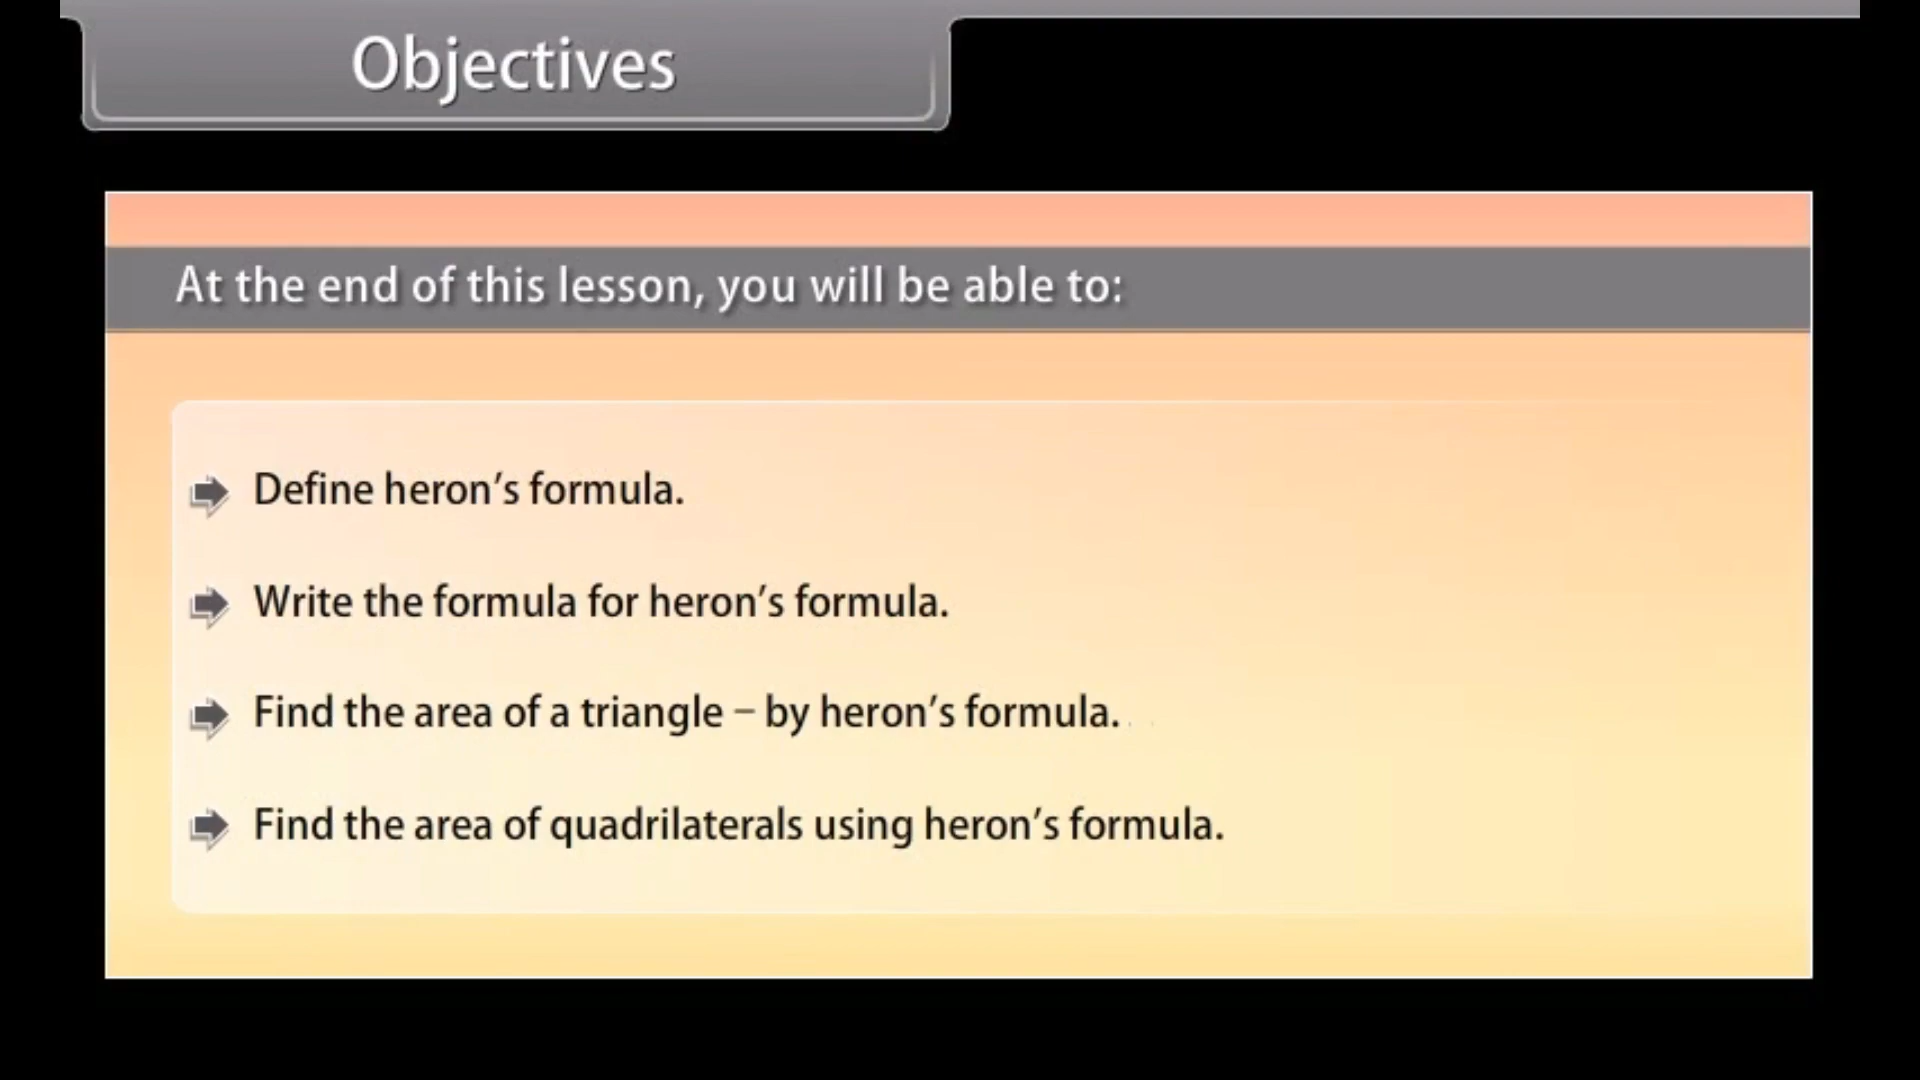 Objectives
At the end of this lesson, you will be able to:
Define heron’s formula.
Write the formula for heron’s formula.
Find the area of a triangle – by heron’s formula.
Find the area of quadrilaterals using heron’s formula.